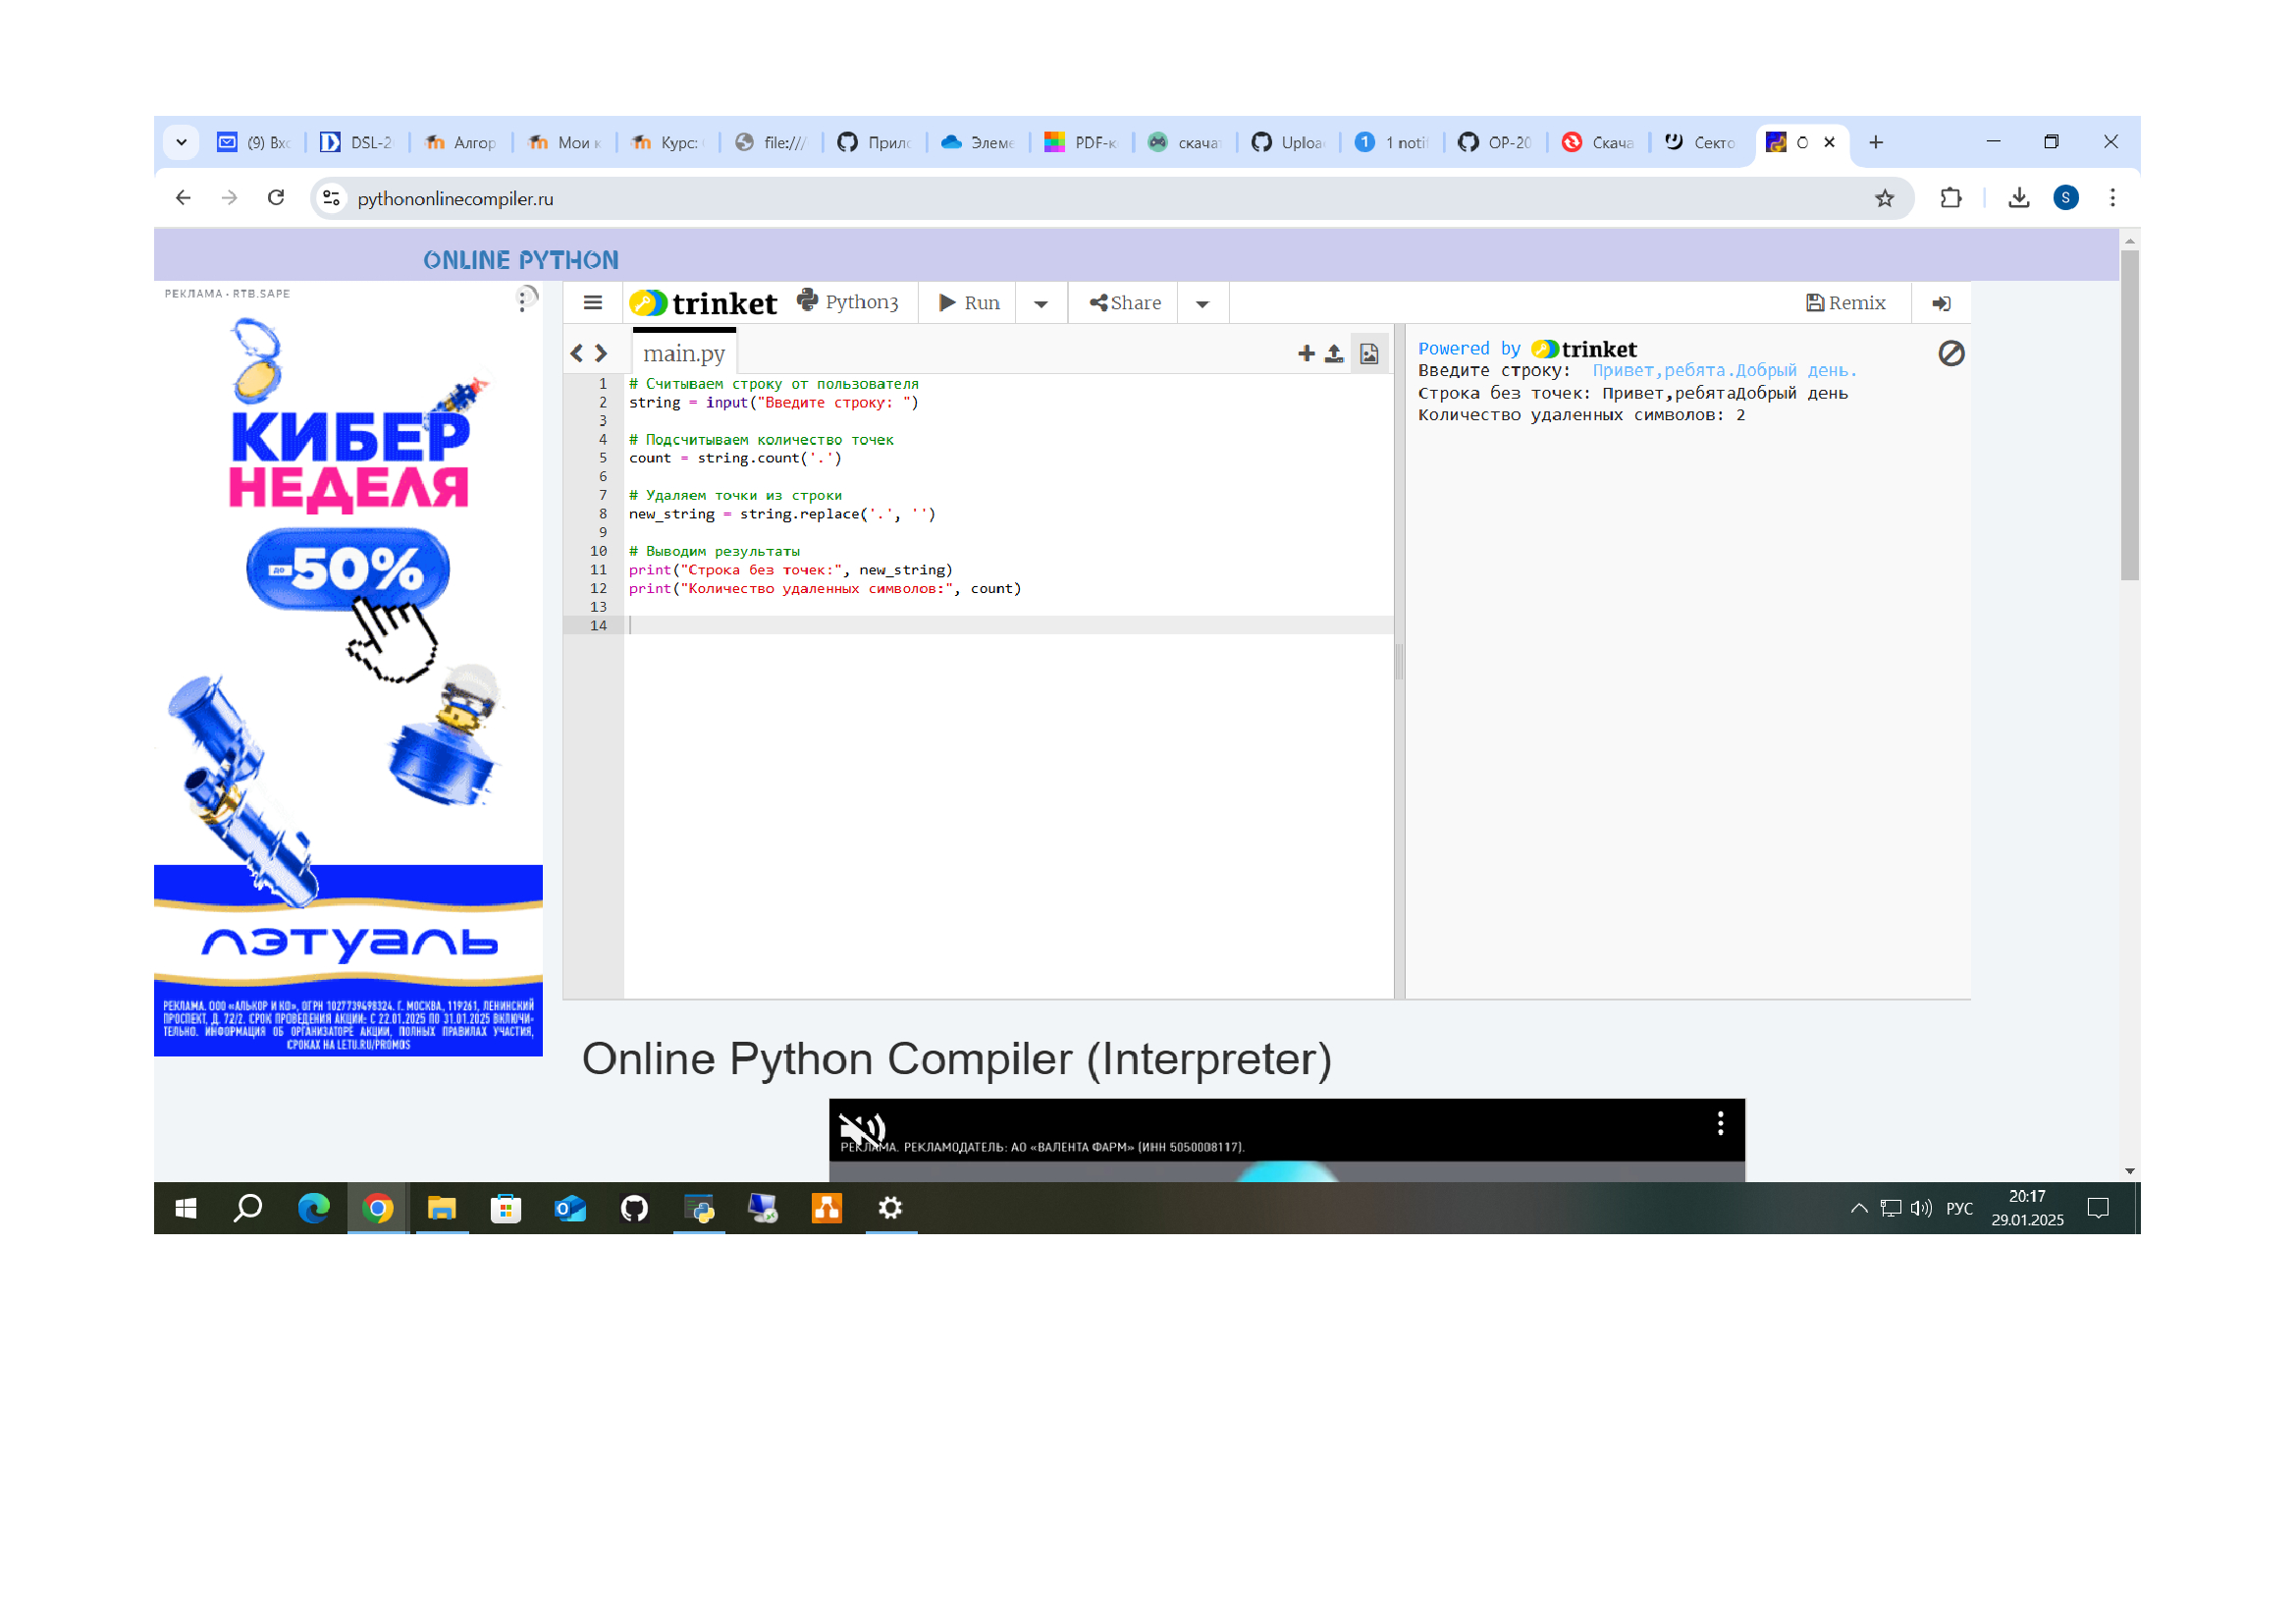 (9) Вхо
DSL-2
Алгор
Мои к
Курс:
file:///
Прило
Элеме
PDF-к
скачат
Uploa
1 noti
OP-20
Скача
Секто
O
pythononlinecompiler.ru
S
ONLINE PYTHON
РЕКЛАМА · RTB.SAPE
КИБЕР
НЕДЕЛЯ
ДО -50%
ЛЭТУАЛЬ
РЕКЛАМА. ООО «АЛЬКОР И КО», ОГРН 1027739498324. Г. МОСКВА, 119261, ЛЕНИНСКИЙ
ПРОСПЕКТ, Д. 72/2. СРОК ПРОВЕДЕНИЯ АКЦИИ: С 22.01.2025 ПО 31.01.2025 ВКЛЮЧИ-
ТЕЛЬНО. ИНФОРМАЦИЯ ОБ ОРГАНИЗАТОРЕ АКЦИИ, ПОЛНЫХ ПРАВИЛАХ УЧАСТИЯ,
СРОКАХ НА LETU.RU/PROMOS
trinket Python3 Run Share Remix
main.py
1 # Считываем строку от пользователя
2 string = input("Введите строку: ")
3
4 # Подсчитываем количество точек
5 count = string.count('.')
6
7 # Удаляем точки из строки
8 new_string = string.replace('.', '')
9
10 # Выводим результаты
11 print("Строка без точек:", new_string)
12 print("Количество удаленных символов:", count)
13
14
Powered by trinket
Введите строку: Привет,ребята.Добрый день.
Строка без точек: Привет,ребятаДобрый день
Количество удаленных символов: 2
Online Python Compiler (Interpreter)
РЕКЛАМА. РЕКЛАМОДАТЕЛЬ: АО «ВАЛЕНТА ФАРМ» (ИНН 5050008117).
РУС
20:17
29.01.2025